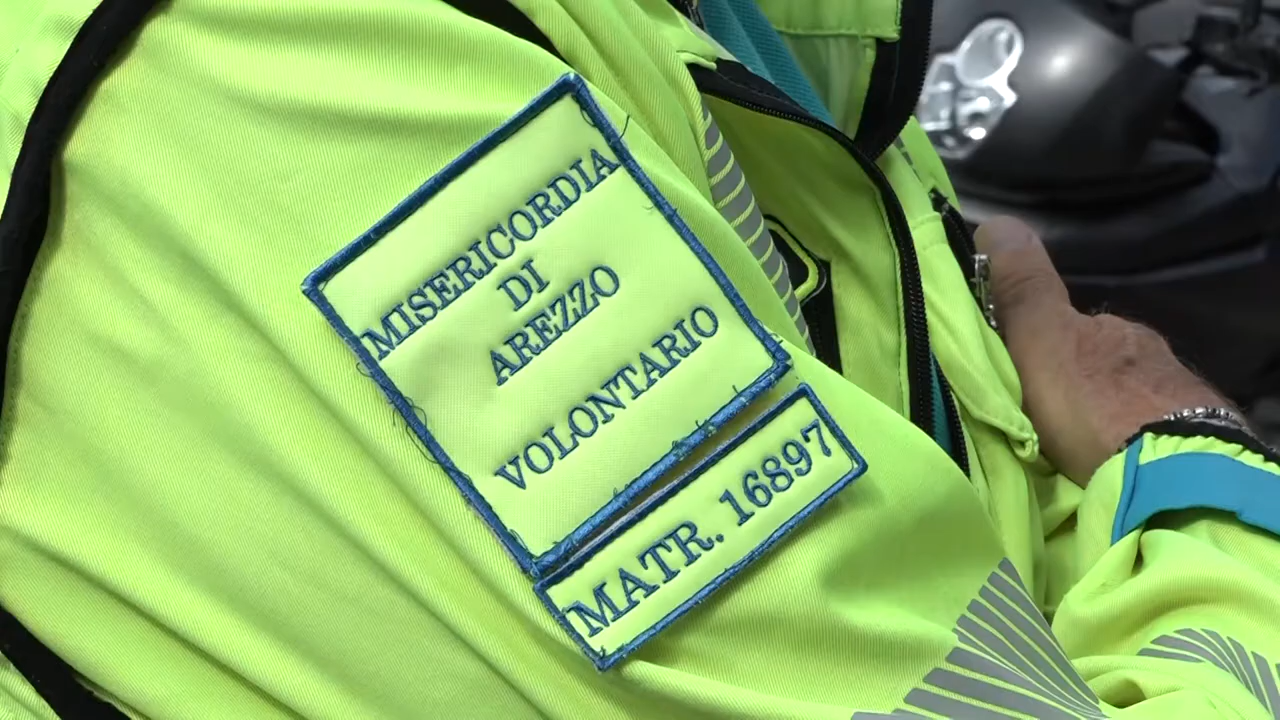 MISERICORDIA
DI
AREZZO
VOLONTARIO
MATR. 16897